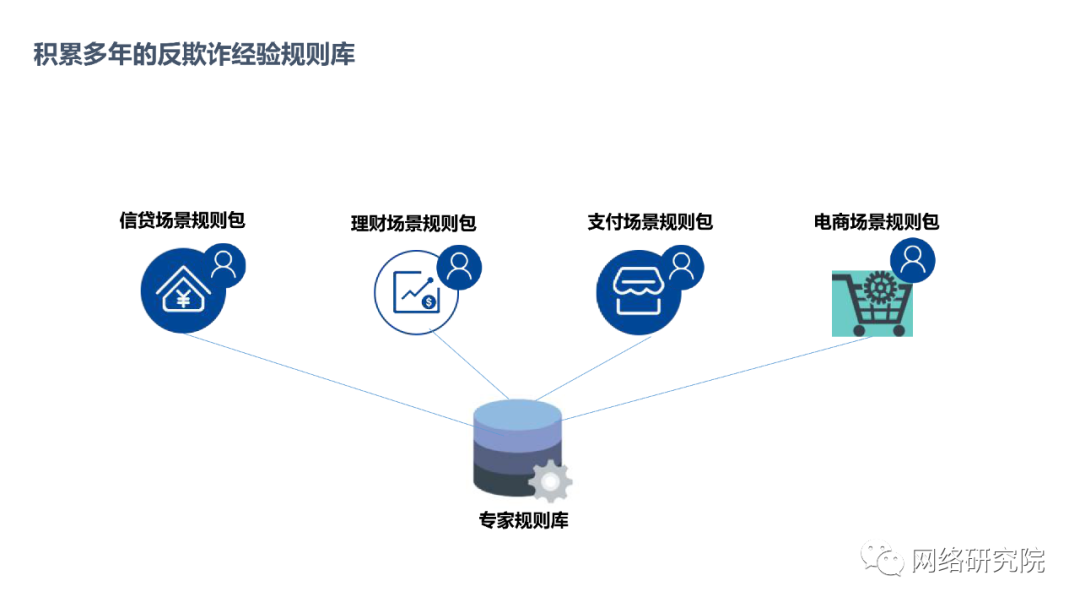 积累多年的反欺诈经验规则库
信贷场景规则包
理财场景规则包
支付场景规则包
电商场景规则包
¥
$
专家规则库
网络研究院